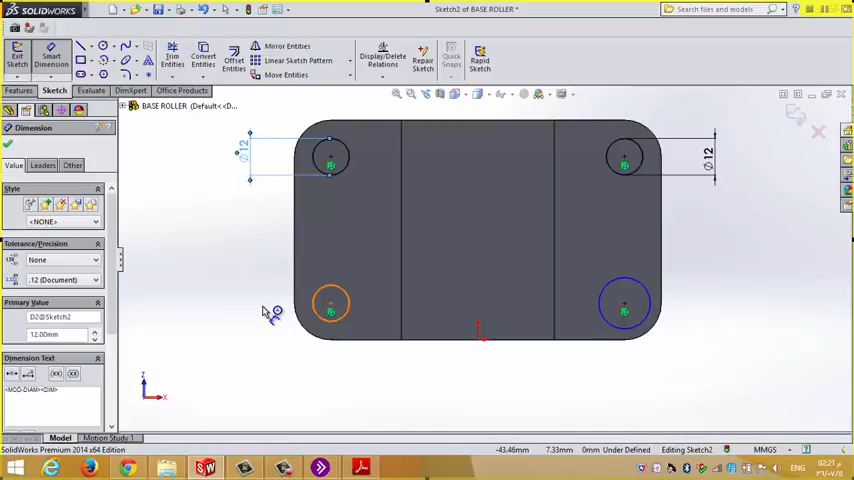 SOLIDWORKS
Sketch2 of BASE ROLLER *
Search files and models
Exit Sketch
Smart Dimension
Trim Entities
Convert Entities
Offset Entities
Mirror Entities
Linear Sketch Pattern
Move Entities
Display/Delete Relations
Repair Sketch
Quick Snaps
Rapid Sketch
Features
Sketch
Evaluate
DimXpert
Office Products
BASE ROLLER (Default<<D...
Dimension
Value
Leaders
Other
Style
<NONE>
Tolerance/Precision
None
.12 (Document)
Primary Value
D2@Sketch2
12.00mm
Dimension Text
<MOD-DIAM><DIM>
Ø12
Ø12
Z
X
Model
Motion Study 1
SolidWorks Premium 2014 x64 Edition
-43.46mm
7.33mm
0mm
Under Defined
Editing Sketch2
MMGS
ENG
02:21 م